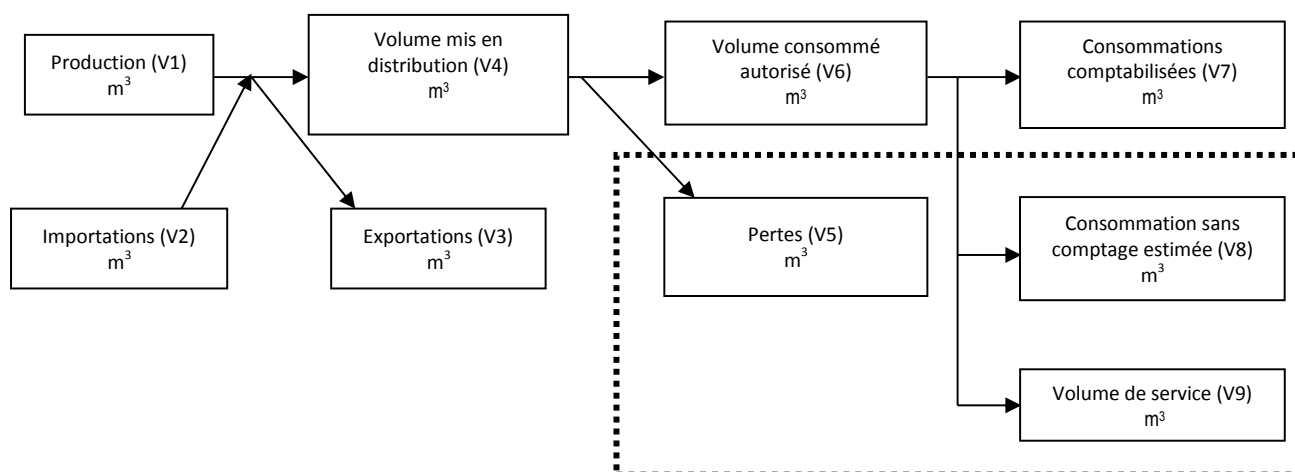 Production (V1)
m³
Volume mis en
distribution (V4)
m³
Volume consommé
autorisé (V6)
m³
Consommations
comptabilisées (V7)
m³
Importations (V2)
m³
Exportations (V3)
m³
Pertes (V5)
m³
Consommation sans
comptage estimée (V8)
m³
Volume de service (V9)
m³